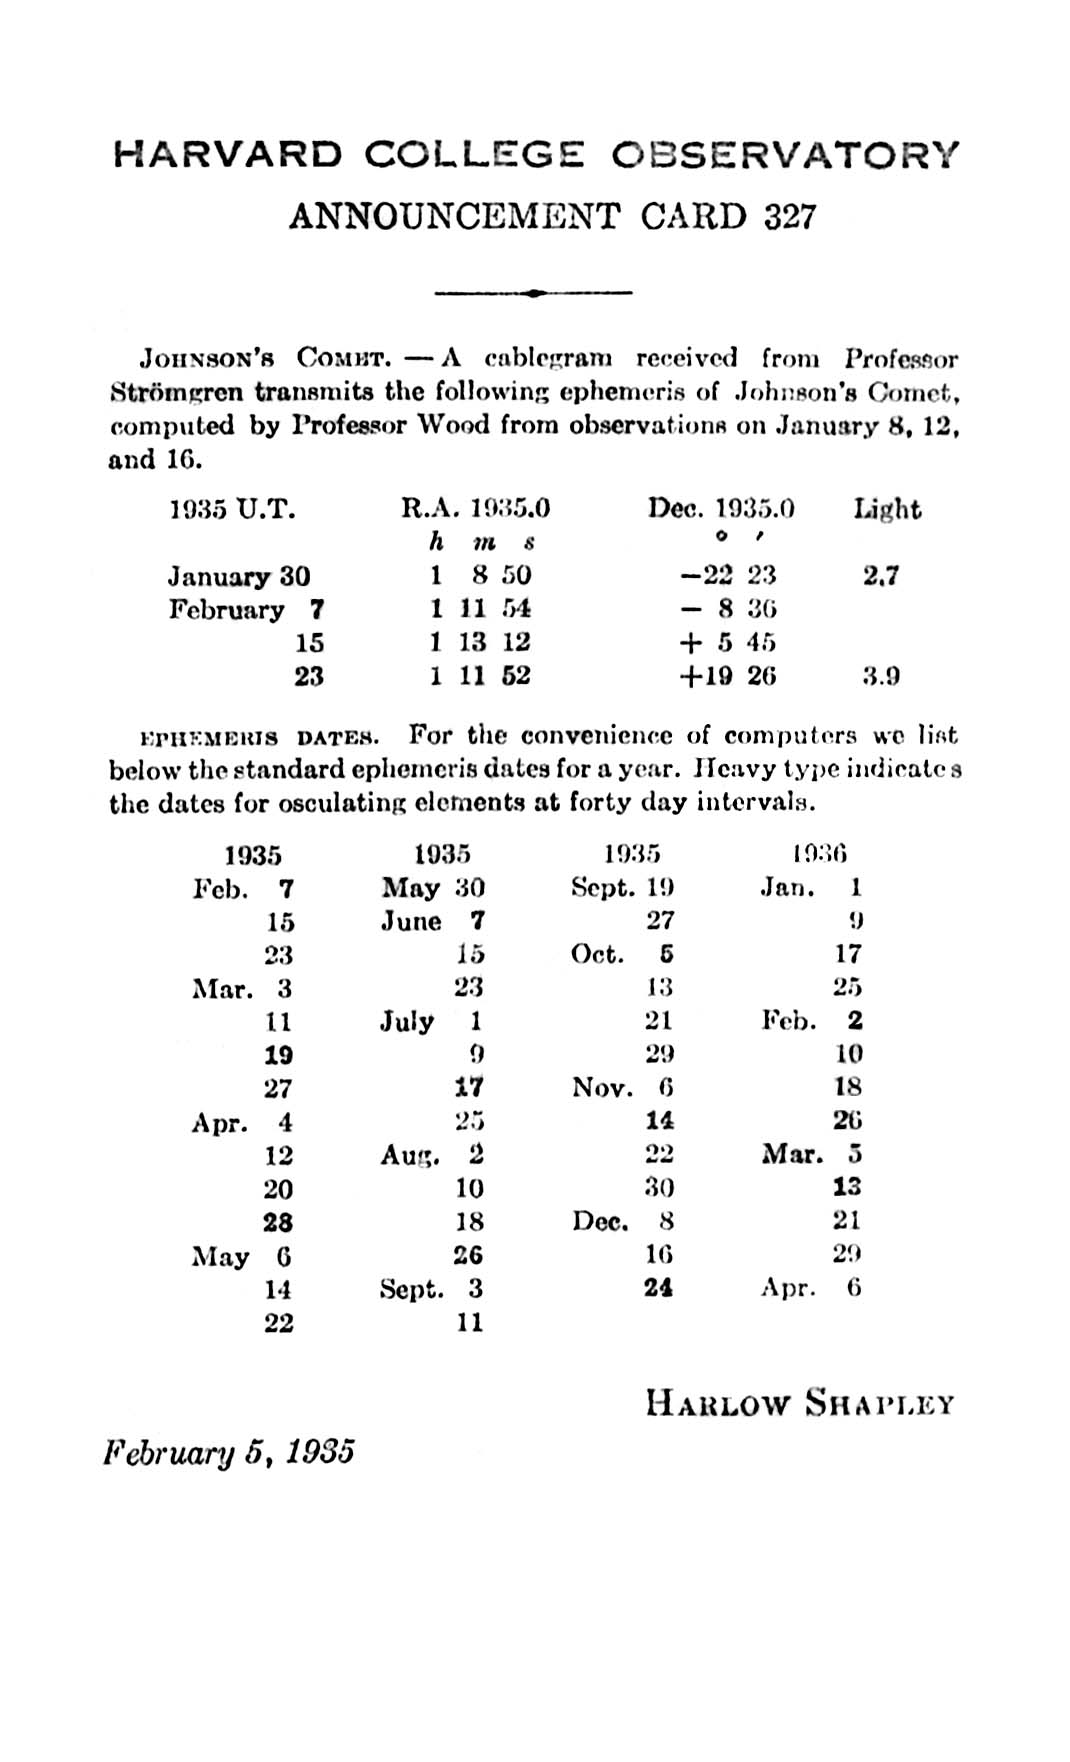 HARVARD COLLEGE OBSERVATORY
ANNOUNCEMENT CARD 327
JOHNSON'S COMET. — A cablegram received from Professor
Strömgren transmits the following ephemeris of Johnson's Comet,
computed by Professor Wood from observations on January 8, 12,
and 16.
1935 U.T. R.A. 1935.0 Dec. 1935.0 Light
h m s ° ′
January 30 1 8 50 −22 23 2.7
February 7 1 11 54 − 8 36
15 1 13 12 + 5 45
23 1 11 52 +19 26 3.9
EPHEMERIS DATES. For the convenience of computers we list
below the standard ephemeris dates for a year. Heavy type indicates
the dates for osculating elements at forty day intervals.
1935 1935 1935 1936
Feb. 7 May 30 Sept. 19 Jan. 1
15 June 7 27 9
23 15 Oct. 5 17
Mar. 3 23 13 25
11 July 1 21 Feb. 2
19 9 29 10
27 17 Nov. 6 18
Apr. 4 25 14 26
12 Aug. 2 22 Mar. 5
20 10 30 13
28 18 Dec. 8 21
May 6 26 16 29
14 Sept. 3 24 Apr. 6
22 11
HARLOW SHAPLEY
February 5, 1935